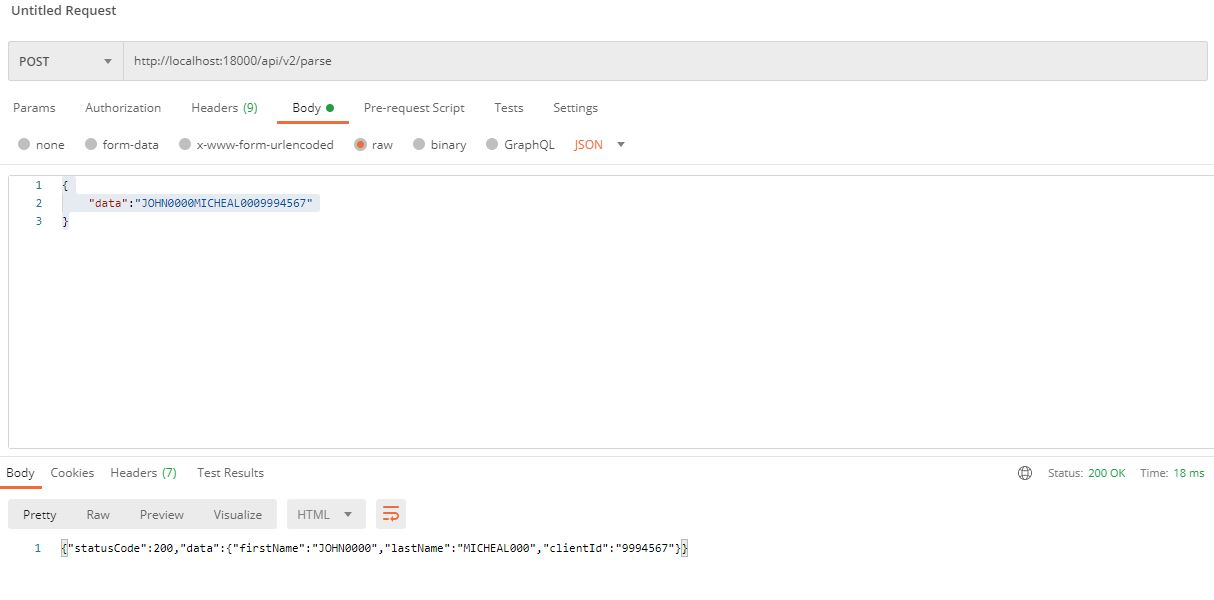 Untitled Request
POST http://localhost:18000/api/v2/parse
Params Authorization Headers (9) Body Pre-request Script Tests Settings
none form-data x-www-form-urlencoded raw binary GraphQL JSON
1 {
2 "data":"JOHN0000MICHEAL0009994567"
3 }
Body Cookies Headers (7) Test Results Status: 200 OK Time: 18 ms
Pretty Raw Preview Visualize HTML
1 {"statusCode":200,"data":{"firstName":"JOHN0000","lastName":"MICHEAL000","clientId":"9994567"}}